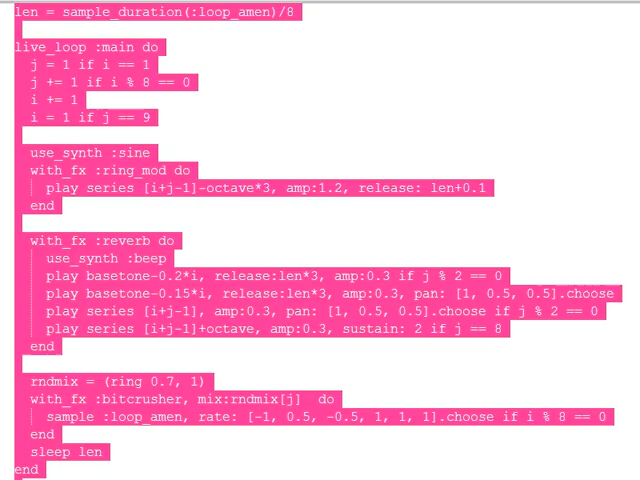 len = sample_duration(:loop_amen)/8
live_loop :main do
j = 1 if i == 1
j += 1 if i % 8 == 0
i += 1
i = 1 if j == 9
use_synth :sine
with_fx :ring_mod do
play series [i+j-1]-octave*3, amp:1.2, release: len+0.1
end
with_fx :reverb do
use_synth :beep
play basetone-0.2*i, release:len*3, amp:0.3 if j % 2 == 0
play basetone-0.15*i, release:len*3, amp:0.3, pan: [1, 0.5, 0.5].choose
play series [i+j-1], amp:0.3, pan: [1, 0.5, 0.5].choose if j % 2 == 0
play series [i+j-1]+octave, amp:0.3, sustain: 2 if j == 8
end
rndmix = (ring 0.7, 1)
with_fx :bitcrusher, mix:rndmix[j]  do
sample :loop_amen, rate: [-1, 0.5, -0.5, 1, 1, 1].choose if i % 8 == 0
end
sleep len
end